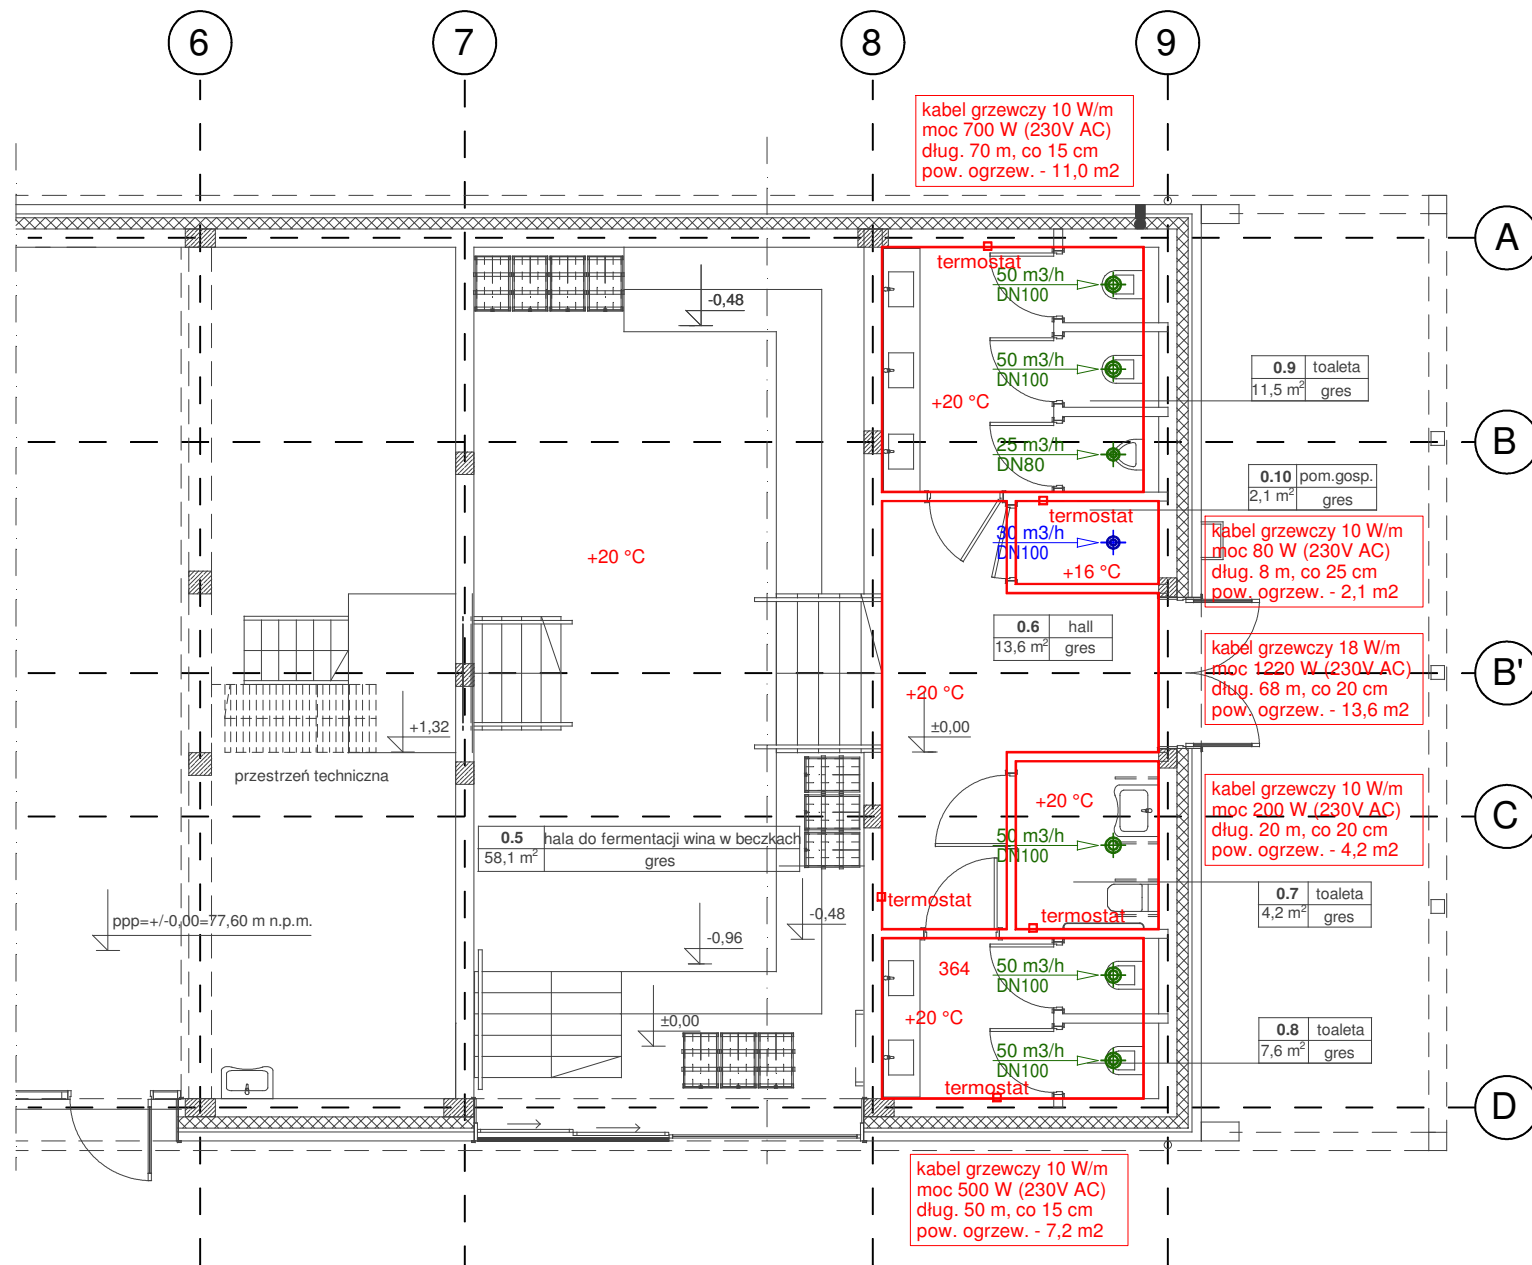 6
7
8
9
kabel grzewczy 10 W/m
moc 700 W (230V AC)
dług. 70 m, co 15 cm
pow. ogrzew. - 11,0 m2
A
termostat
50 m3/h
DN100
-0,48
50 m3/h
DN100
0.9 toaleta
11,5 m² gres
+20 °C
B
25 m3/h
DN80
0.10 pom.gosp.
2,1 m² gres
termostat
30 m3/h
DN100
+16 °C
+20 °C
kabel grzewczy 10 W/m
moc 80 W (230V AC)
dług. 8 m, co 25 cm
pow. ogrzew. - 2,1 m2
0.6 hall
13,6 m² gres
kabel grzewczy 18 W/m
moc 1220 W (230V AC)
dług. 68 m, co 20 cm
pow. ogrzew. - 13,6 m2
B'
+20 °C
±0,00
+1,32
przestrzeń techniczna
+20 °C
kabel grzewczy 10 W/m
moc 200 W (230V AC)
dług. 20 m, co 20 cm
pow. ogrzew. - 4,2 m2
C
50 m3/h
DN100
0.5 hala do fermentacji wina w beczkach
58,1 m² gres
termostat
0.7 toaleta
4,2 m² gres
termostat
ppp=+/-0,00=77,60 m n.p.m.
-0,48
-0,96
364
50 m3/h
DN100
+20 °C
±0,00
0.8 toaleta
7,6 m² gres
50 m3/h
DN100
termostat
D
kabel grzewczy 10 W/m
moc 500 W (230V AC)
dług. 50 m, co 15 cm
pow. ogrzew. - 7,2 m2